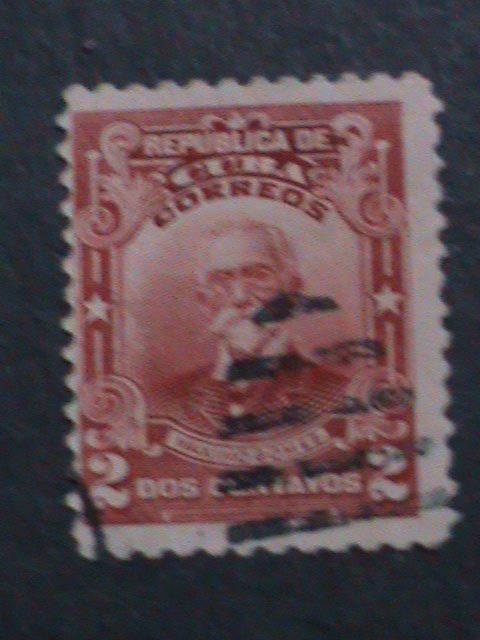 REPUBLICA DE
CUBA
CORREOS
2 DOS CENTAVOS 2